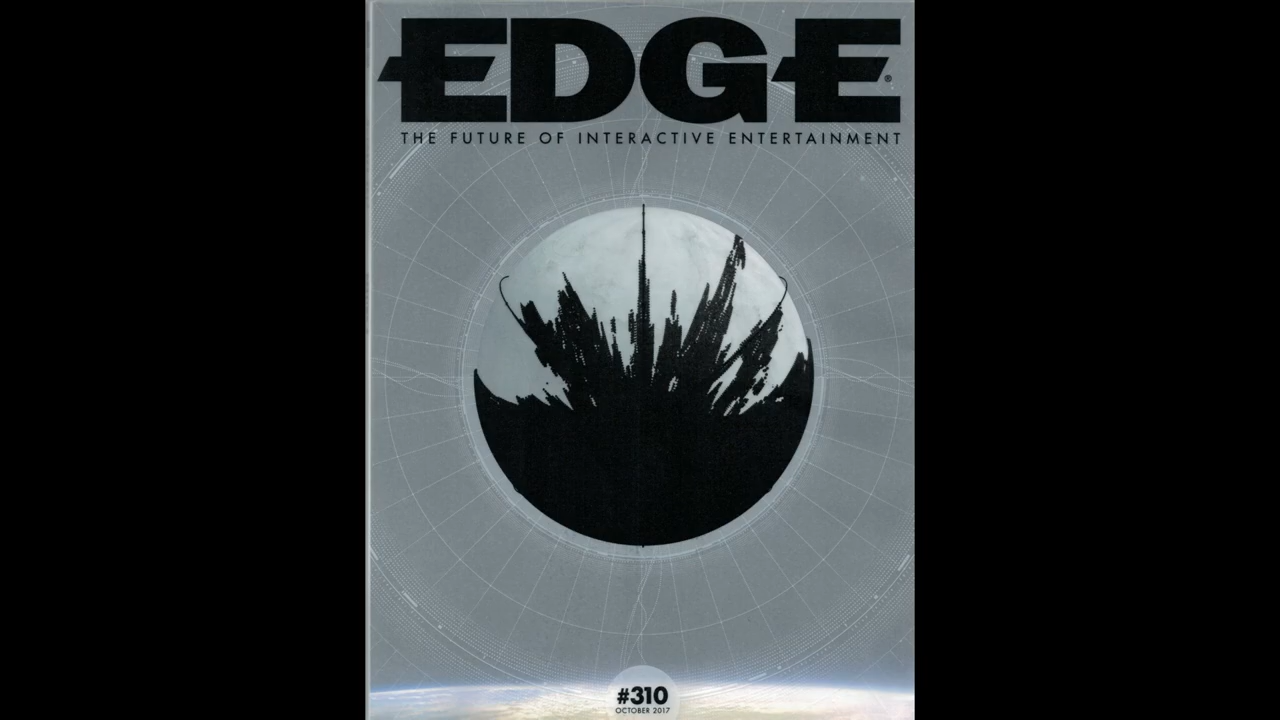 EDGE®
THE FUTURE OF INTERACTIVE ENTERTAINMENT
#310
OCTOBER 2017